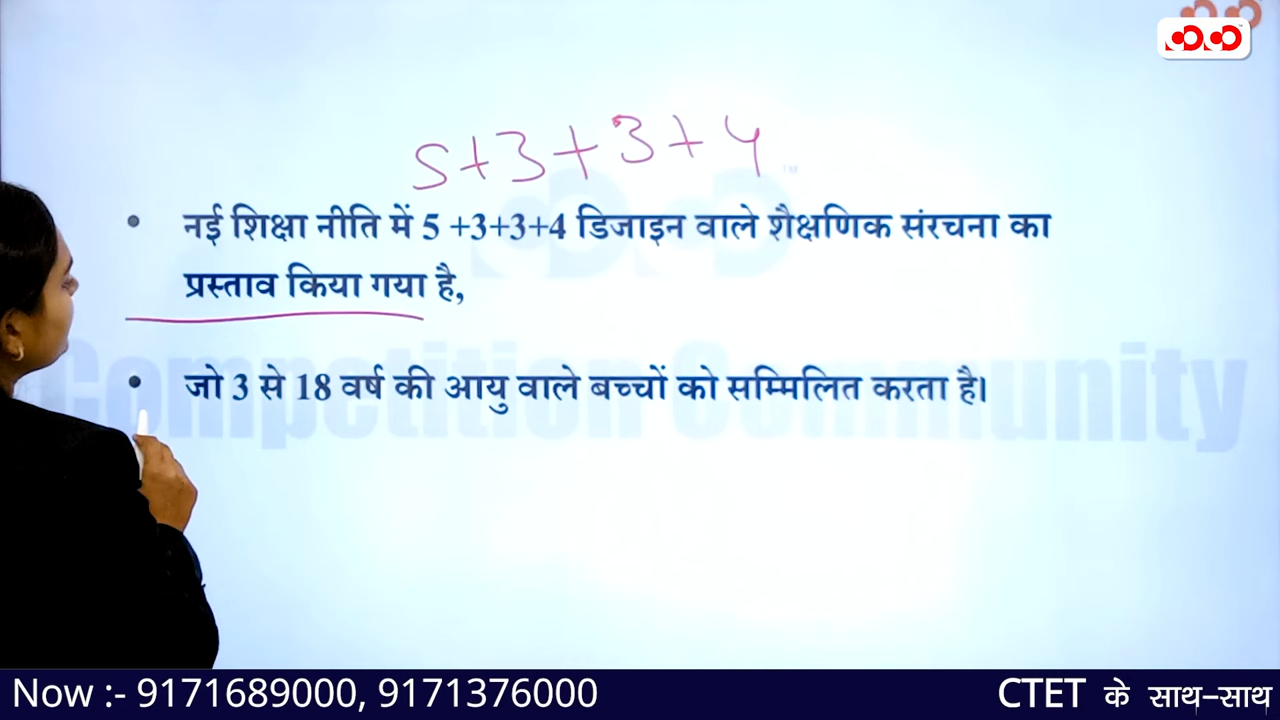 5+3+3+4
नई शिक्षा नीति में 5 +3+3+4 डिजाइन वाले शैक्षणिक संरचना का
प्रस्ताव किया गया है,
जो 3 से 18 वर्ष की आयु वाले बच्चों को सम्मिलित करता है।
Competition Community
Now :- 9171689000, 9171376000
CTET के साथ–साथ